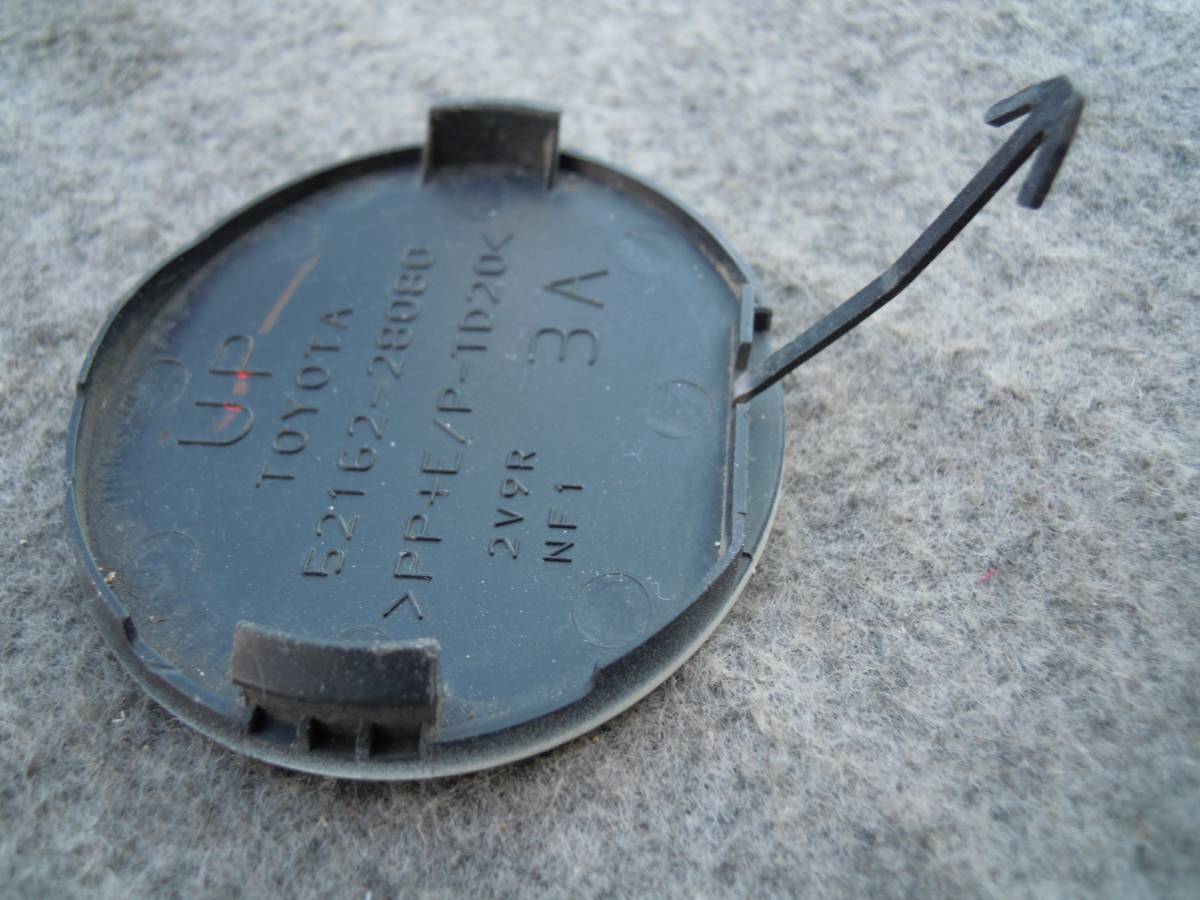 UP
TOYOTA
52162-28080
>PP+E/P-TD20<
3A
2V9R
NF1